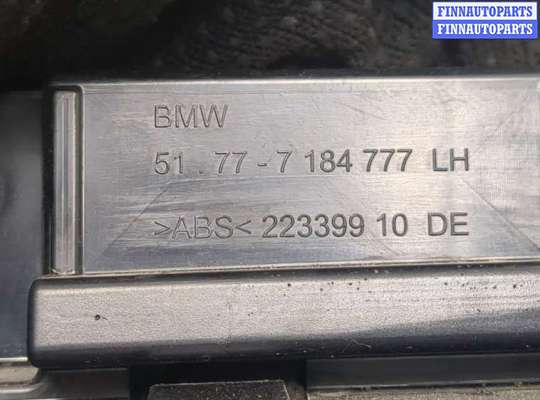 FINNAUTOPARTS
FINNAUTOPARTS
BMW
51 . 77 - 7 184 777 LH
>ABS< 223399 10 DE